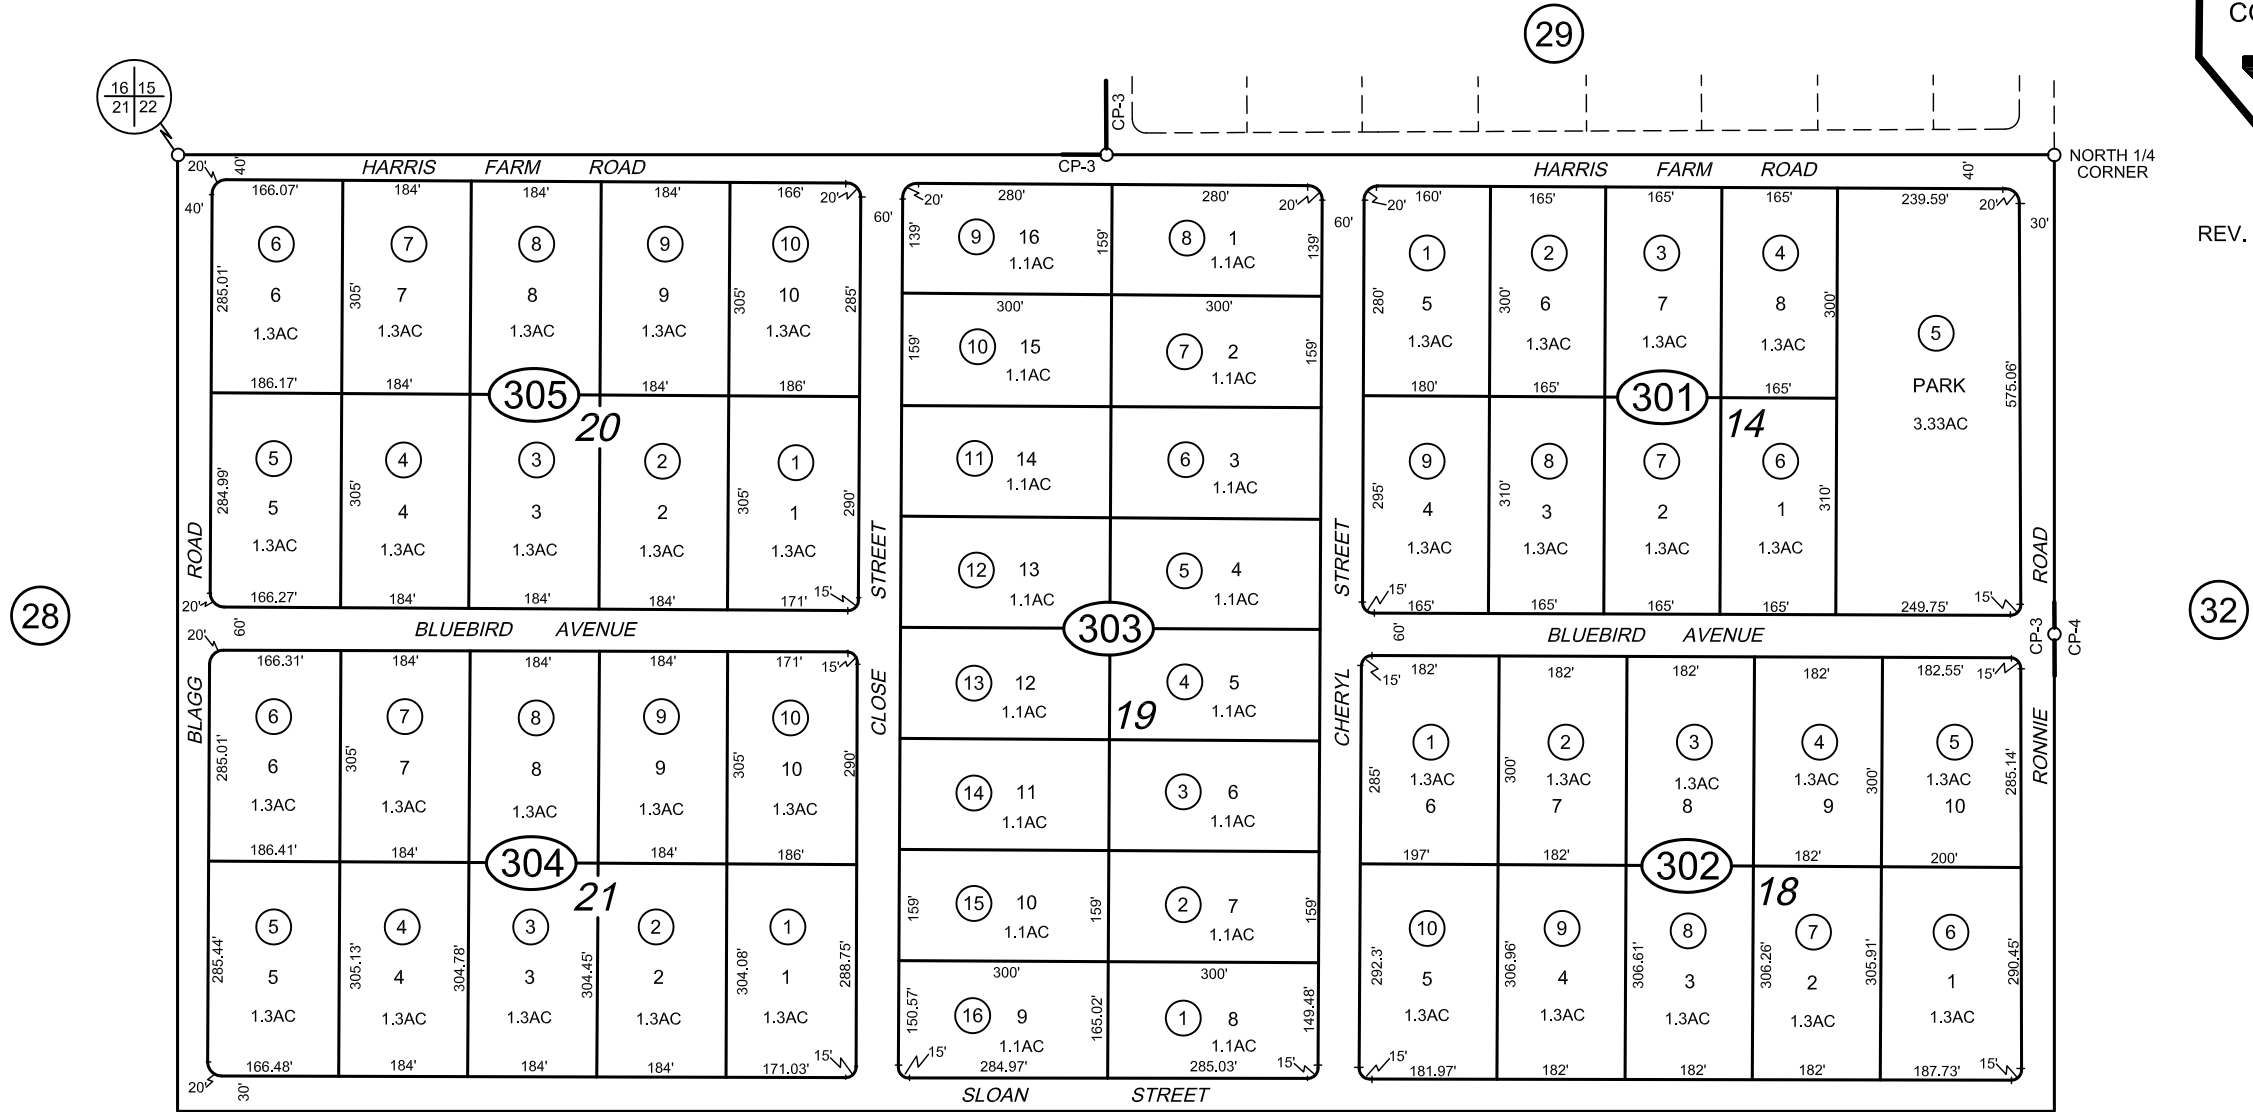 29
CO
16 15
21 22
CP-3
CP-3
NORTH 1/4
CORNER
REV.
HARRIS FARM ROAD
HARRIS FARM ROAD
20' 40' 40' 20' 60' 20' 20' 60' 20' 40' 20' 30'
166.07' 184' 184' 184' 166'
6 7 8 9 10
285.01' 305' 305' 285'
6 7 8 9 10
1.3AC 1.3AC 1.3AC 1.3AC 1.3AC
186.17' 184' 184' 186'
305
20
5 4 3 2 1
284.99' 305' 305' 290'
5 4 3 2 1
1.3AC 1.3AC 1.3AC 1.3AC 1.3AC
20' 166.27' 184' 184' 184' 171' 15'
280' 280'
139' 9 16 159' 8 1 139'
1.1AC 1.1AC
300' 300'
159' 10 15 7 2 159'
1.1AC 1.1AC
11 14 6 3
1.1AC 1.1AC
12 13 5 4
1.1AC 1.1AC
303
13 12 4 5
1.1AC 1.1AC
19
14 11 3 6
1.1AC 1.1AC
159' 15 10 159' 2 7 159'
1.1AC 1.1AC
300' 300'
150.57' 16 9 165.02' 1 8 149.48'
1.1AC 1.1AC
15' 284.97' 285.03' 15'
160' 165' 165' 165' 239.59'
1 2 3 4
280' 300' 300'
5 6 7 8
1.3AC 1.3AC 1.3AC 1.3AC
5
PARK
3.33AC
575.06'
180' 165' 165'
301
14
9 8 7 6
295' 310' 310'
4 3 2 1
1.3AC 1.3AC 1.3AC 1.3AC
15' 165' 165' 165' 165' 249.75' 15'
28
32
BLAGG ROAD
CLOSE STREET
CHERYL STREET
RONNIE ROAD
CP-3
CP-4
BLUEBIRD AVENUE
BLUEBIRD AVENUE
60' 60'
20' 166.31' 184' 184' 184' 171' 15'
6 7 8 9 10
285.01' 305' 305' 290'
6 7 8 9 10
1.3AC 1.3AC 1.3AC 1.3AC 1.3AC
186.41' 184' 184' 186'
304
21
5 4 3 2 1
285.44' 305.13' 304.78' 304.45' 304.08' 288.75'
5 4 3 2 1
1.3AC 1.3AC 1.3AC 1.3AC 1.3AC
20' 166.48' 184' 184' 184' 171.03' 15'
30'
15' 182' 182' 182' 182' 182.55' 15'
1 2 3 4 5
1.3AC 1.3AC 1.3AC 1.3AC 1.3AC
285' 300' 300' 285.14'
6 7 8 9 10
197' 182' 182' 200'
302
18
10 9 8 7 6
292.3' 306.96' 306.61' 306.26' 305.91' 290.45'
5 4 3 2 1
1.3AC 1.3AC 1.3AC 1.3AC 1.3AC
15' 181.97' 182' 182' 182' 187.73' 15'
SLOAN STREET